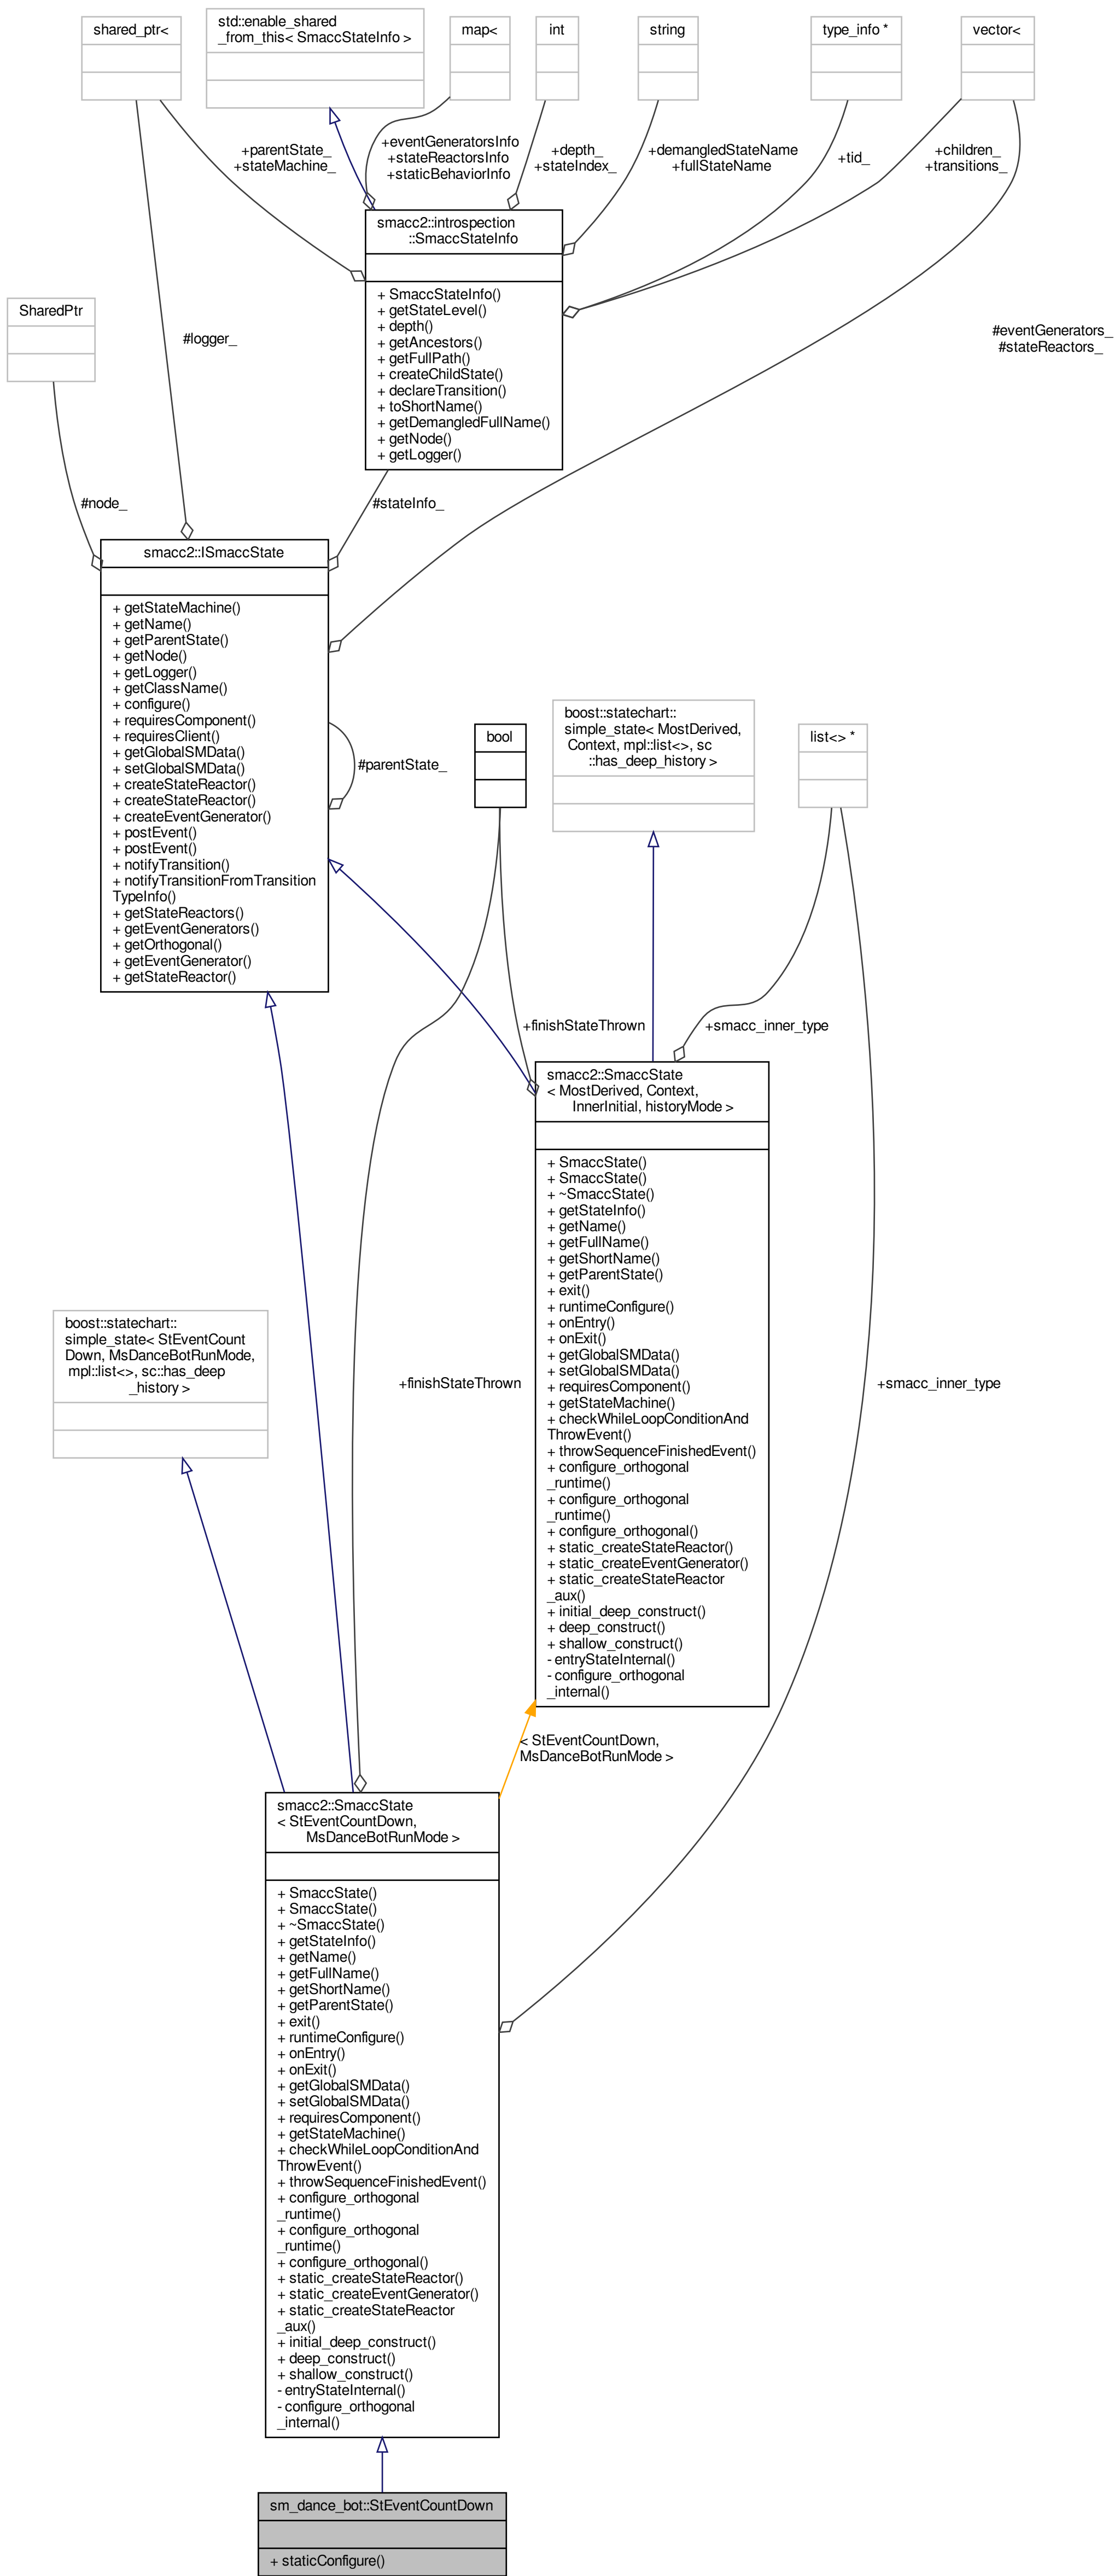 shared_ptr<
std::enable_shared
_from_this< SmaccStateInfo >
map<
int
string
type_info *
vector<
+parentState_
+stateMachine_
+eventGeneratorsInfo
+stateReactorsInfo
+staticBehaviorInfo
+depth_
+stateIndex_
+demangledStateName
+fullStateName
+tid_
+children_
+transitions_
smacc2::introspection
::SmaccStateInfo
+ SmaccStateInfo()
+ getStateLevel()
+ depth()
+ getAncestors()
+ getFullPath()
+ createChildState()
+ declareTransition()
+ toShortName()
+ getDemangledFullName()
+ getNode()
+ getLogger()
SharedPtr
#logger_
#eventGenerators_
#stateReactors_
#node_
#stateInfo_
smacc2::ISmaccState
+ getStateMachine()
+ getName()
+ getParentState()
+ getNode()
+ getLogger()
+ getClassName()
+ configure()
+ requiresComponent()
+ requiresClient()
+ getGlobalSMData()
+ setGlobalSMData()
+ createStateReactor()
+ createStateReactor()
+ createEventGenerator()
+ postEvent()
+ postEvent()
+ notifyTransition()
+ notifyTransitionFromTransition
TypeInfo()
+ getStateReactors()
+ getEventGenerators()
+ getOrthogonal()
+ getEventGenerator()
+ getStateReactor()
#parentState_
bool
boost::statechart::
simple_state< MostDerived,
Context, mpl::list<>, sc
::has_deep_history >
list<> *
+finishStateThrown
+smacc_inner_type
smacc2::SmaccState
< MostDerived, Context,
InnerInitial, historyMode >
+ SmaccState()
+ SmaccState()
+ ~SmaccState()
+ getStateInfo()
+ getName()
+ getFullName()
+ getShortName()
+ getParentState()
+ exit()
+ runtimeConfigure()
+ onEntry()
+ onExit()
+ getGlobalSMData()
+ setGlobalSMData()
+ requiresComponent()
+ getStateMachine()
+ checkWhileLoopConditionAnd
ThrowEvent()
+ throwSequenceFinishedEvent()
+ configure_orthogonal
_runtime()
+ configure_orthogonal
_runtime()
+ configure_orthogonal()
+ static_createStateReactor()
+ static_createEventGenerator()
+ static_createStateReactor
_aux()
+ initial_deep_construct()
+ deep_construct()
+ shallow_construct()
- entryStateInternal()
- configure_orthogonal
_internal()
boost::statechart::
simple_state< StEventCount
Down, MsDanceBotRunMode,
mpl::list<>, sc::has_deep
_history >
+finishStateThrown
+smacc_inner_type
< StEventCountDown,
MsDanceBotRunMode >
smacc2::SmaccState
< StEventCountDown,
MsDanceBotRunMode >
+ SmaccState()
+ SmaccState()
+ ~SmaccState()
+ getStateInfo()
+ getName()
+ getFullName()
+ getShortName()
+ getParentState()
+ exit()
+ runtimeConfigure()
+ onEntry()
+ onExit()
+ getGlobalSMData()
+ setGlobalSMData()
+ requiresComponent()
+ getStateMachine()
+ checkWhileLoopConditionAnd
ThrowEvent()
+ throwSequenceFinishedEvent()
+ configure_orthogonal
_runtime()
+ configure_orthogonal
_runtime()
+ configure_orthogonal()
+ static_createStateReactor()
+ static_createEventGenerator()
+ static_createStateReactor
_aux()
+ initial_deep_construct()
+ deep_construct()
+ shallow_construct()
- entryStateInternal()
- configure_orthogonal
_internal()
sm_dance_bot::StEventCountDown
+ staticConfigure()